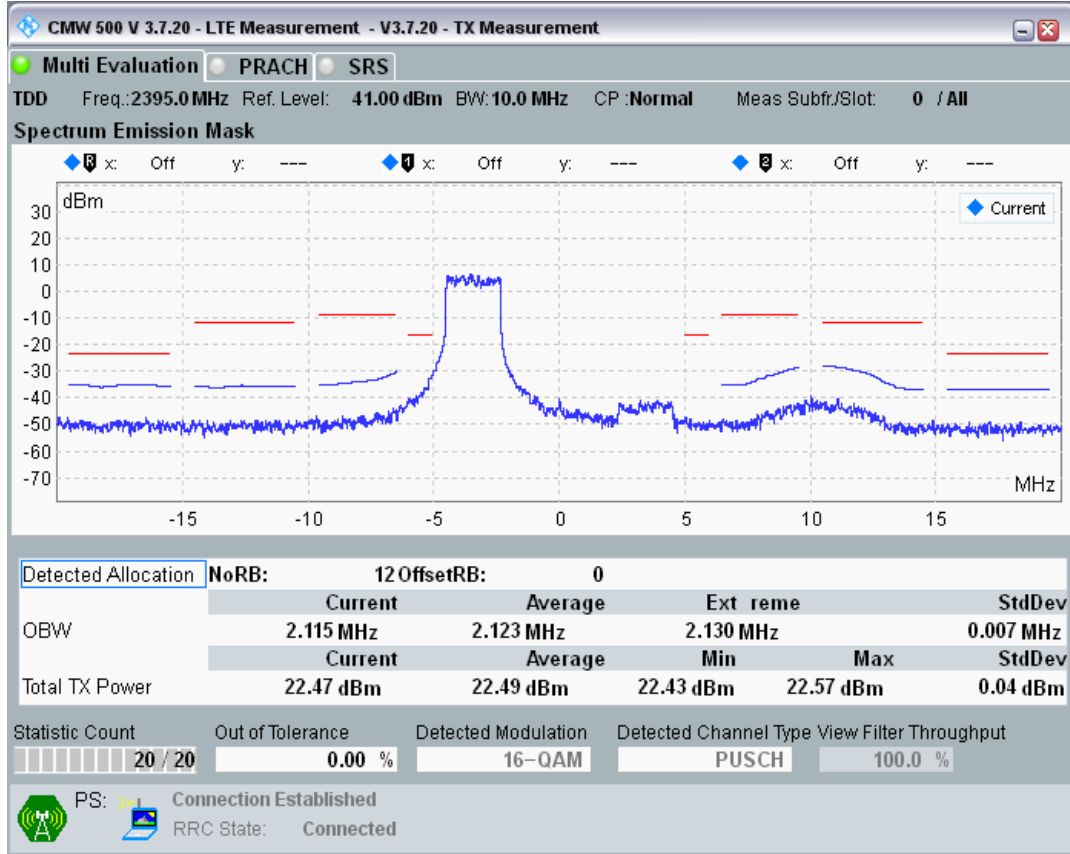 CMW 500 V 3.7.20 - LTE Measurement - V3.7.20 - TX Measurement
Multi Evaluation PRACH SRS
TDD Freq.:2395.0 MHz Ref. Level: 41.00 dBm BW: 10.0 MHz CP :Normal Meas Subfr./Slot: 0 / All
Spectrum Emission Mask
R x: Off y: --- 1 x: Off y: --- 2 x: Off y: ---
dBm
Current
30
20
10
0
-10
-20
-30
-40
-50
-60
-70
MHz
-15 -10 -5 0 5 10 15
Detected Allocation NoRB: 12 OffsetRB: 0
Current Average Ext reme StdDev
OBW 2.115 MHz 2.123 MHz 2.130 MHz 0.007 MHz
Current Average Min Max StdDev
Total TX Power 22.47 dBm 22.49 dBm 22.43 dBm 22.57 dBm 0.04 dBm
Statistic Count Out of Tolerance Detected Modulation Detected Channel Type View Filter Throughput
20 / 20 0.00 % 16-QAM PUSCH 100.0 %
PS: Connection Established
RRC State: Connected